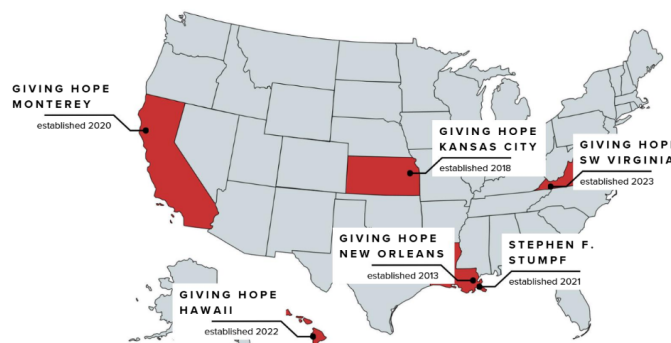 GIVING HOPE
MONTEREY
established 2020
GIVING HOPE
KANSAS CITY
established 2018
GIVING HOPE
SW VIRGINIA
established 2023
GIVING HOPE
NEW ORLEANS
established 2013
STEPHEN F.
STUMPF
established 2021
GIVING HOPE
HAWAII
established 2022